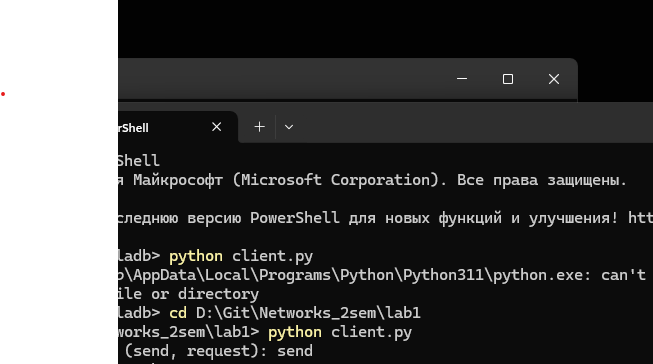 rShell
Shell
я Майкрософт (Microsoft Corporation). Все права защищены.
следнюю версию PowerShell для новых функций и улучшения! htt
ladb> python client.py
\AppData\Local\Programs\Python\Python311\python.exe: can't
ile or directory
ladb> cd D:\Git\Networks_2sem\lab1
works_2sem\lab1> python client.py
(send, request): send